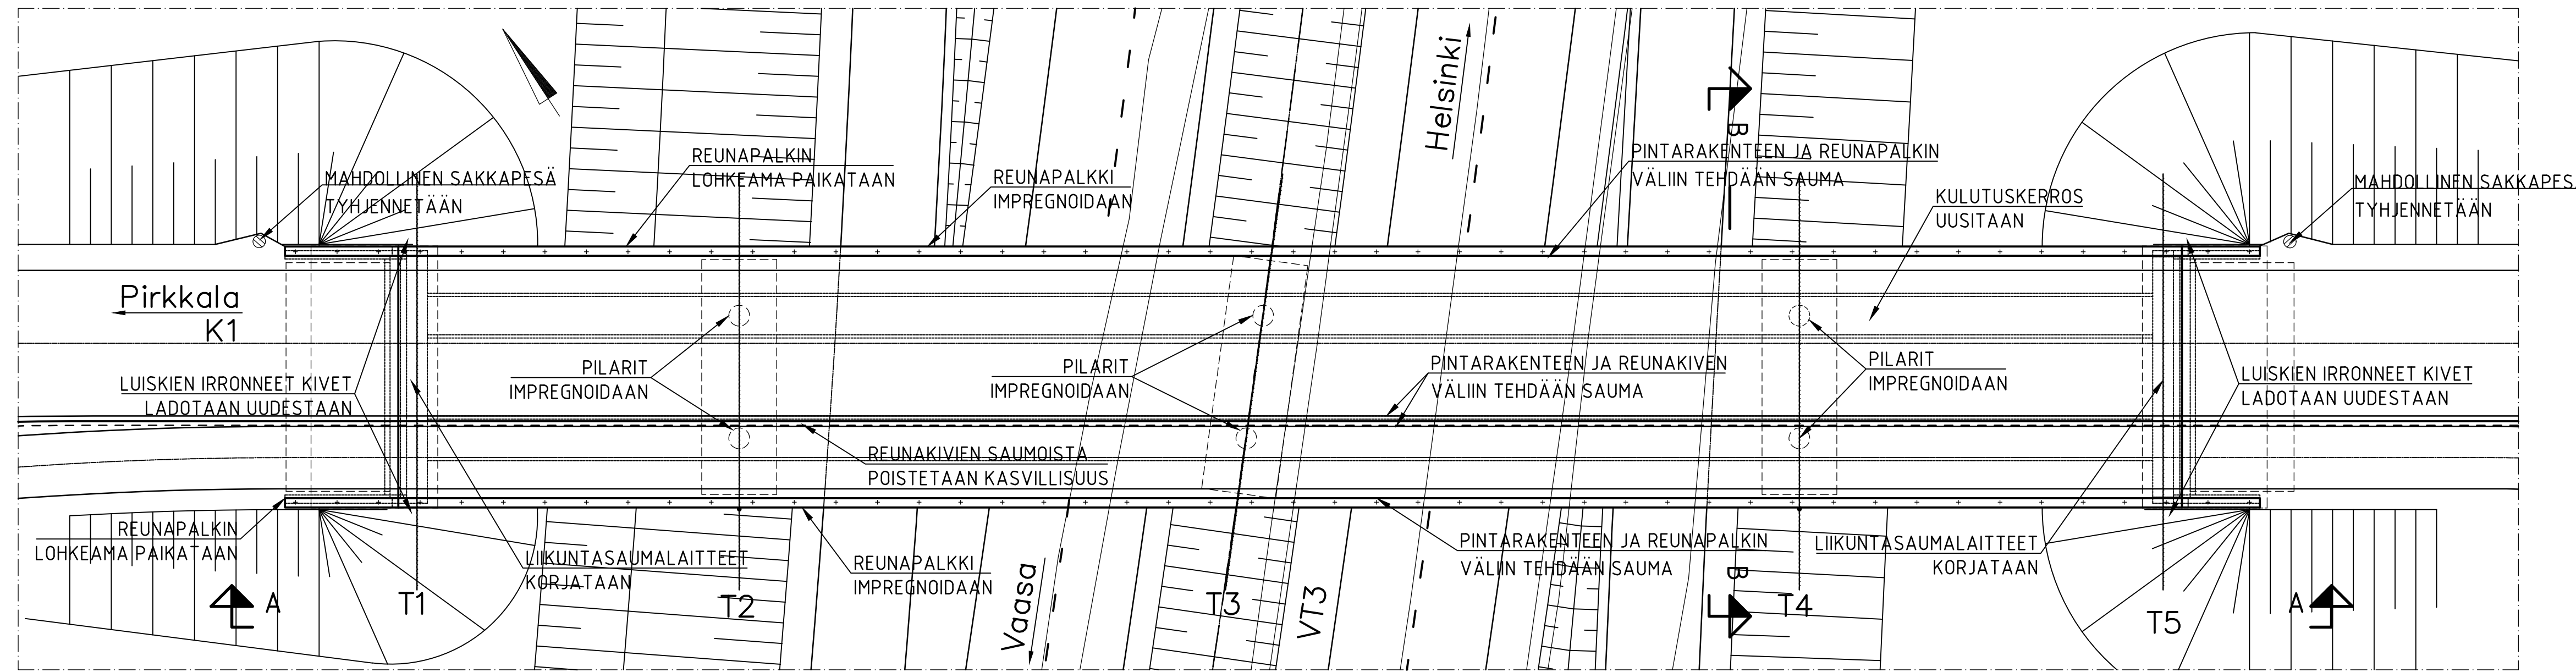 Helsinki
B
REUNAPALKIN
LOHKEAMA PAIKATAAN
PINTARAKENTEEN JA REUNAPALKIN
VÄLIIN TEHDÄÄN SAUMA
MAHDOLLINEN SAKKAPESÄ
TYHJENNETÄÄN
REUNAPALKKI
IMPREGNOIDAAN
KULUTUSKERROS
UUSITAAN
MAHDOLLINEN SAKKAPES
TYHJENNETÄÄN
Pirkkala
K1
PILARIT
IMPREGNOIDAAN
PILARIT
IMPREGNOIDAAN
PINTARAKENTEEN JA REUNAKIVEN
VÄLIIN TEHDÄÄN SAUMA
PILARIT
IMPREGNOIDAAN
LUISKIEN IRRONNEET KIVET
LADOTAAN UUDESTAAN
LUISKIEN IRRONNEET KIVET
LADOTAAN UUDESTAAN
REUNAKIVIEN SAUMOISTA
POISTETAAN KASVILLISUUS
REUNAPALKIN
LOHKEAMA PAIKATAAN
LIIKUNTASAUMALAITTEET
KORJATAAN
REUNAPALKKI
IMPREGNOIDAAN
PINTARAKENTEEN JA REUNAPALKIN
VÄLIIN TEHDÄÄN SAUMA
LIIKUNTASAUMALAITTEET
KORJATAAN
B
A
T1
T2
Vaasa
T3
VT3
T4
T5
A